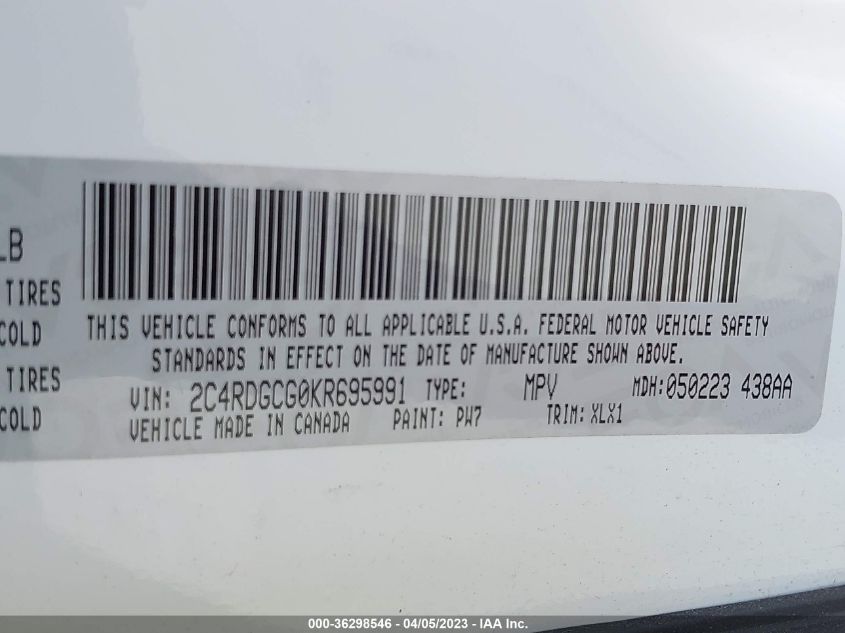 LB
TIRES
COLD
TIRES
COLD
THIS VEHICLE CONFORMS TO ALL APPLICABLE U.S.A. FEDERAL MOTOR VEHICLE SAFETY
STANDARDS IN EFFECT ON THE DATE OF MANUFACTURE SHOWN ABOVE.
VIN: 2C4RDGCG0KR695991 TYPE: MPV MDH:050223 438AA
VEHICLE MADE IN CANADA PAINT: PW7 TRIM: XLX1
000-36298546 - 04/05/2023 - IAA Inc.